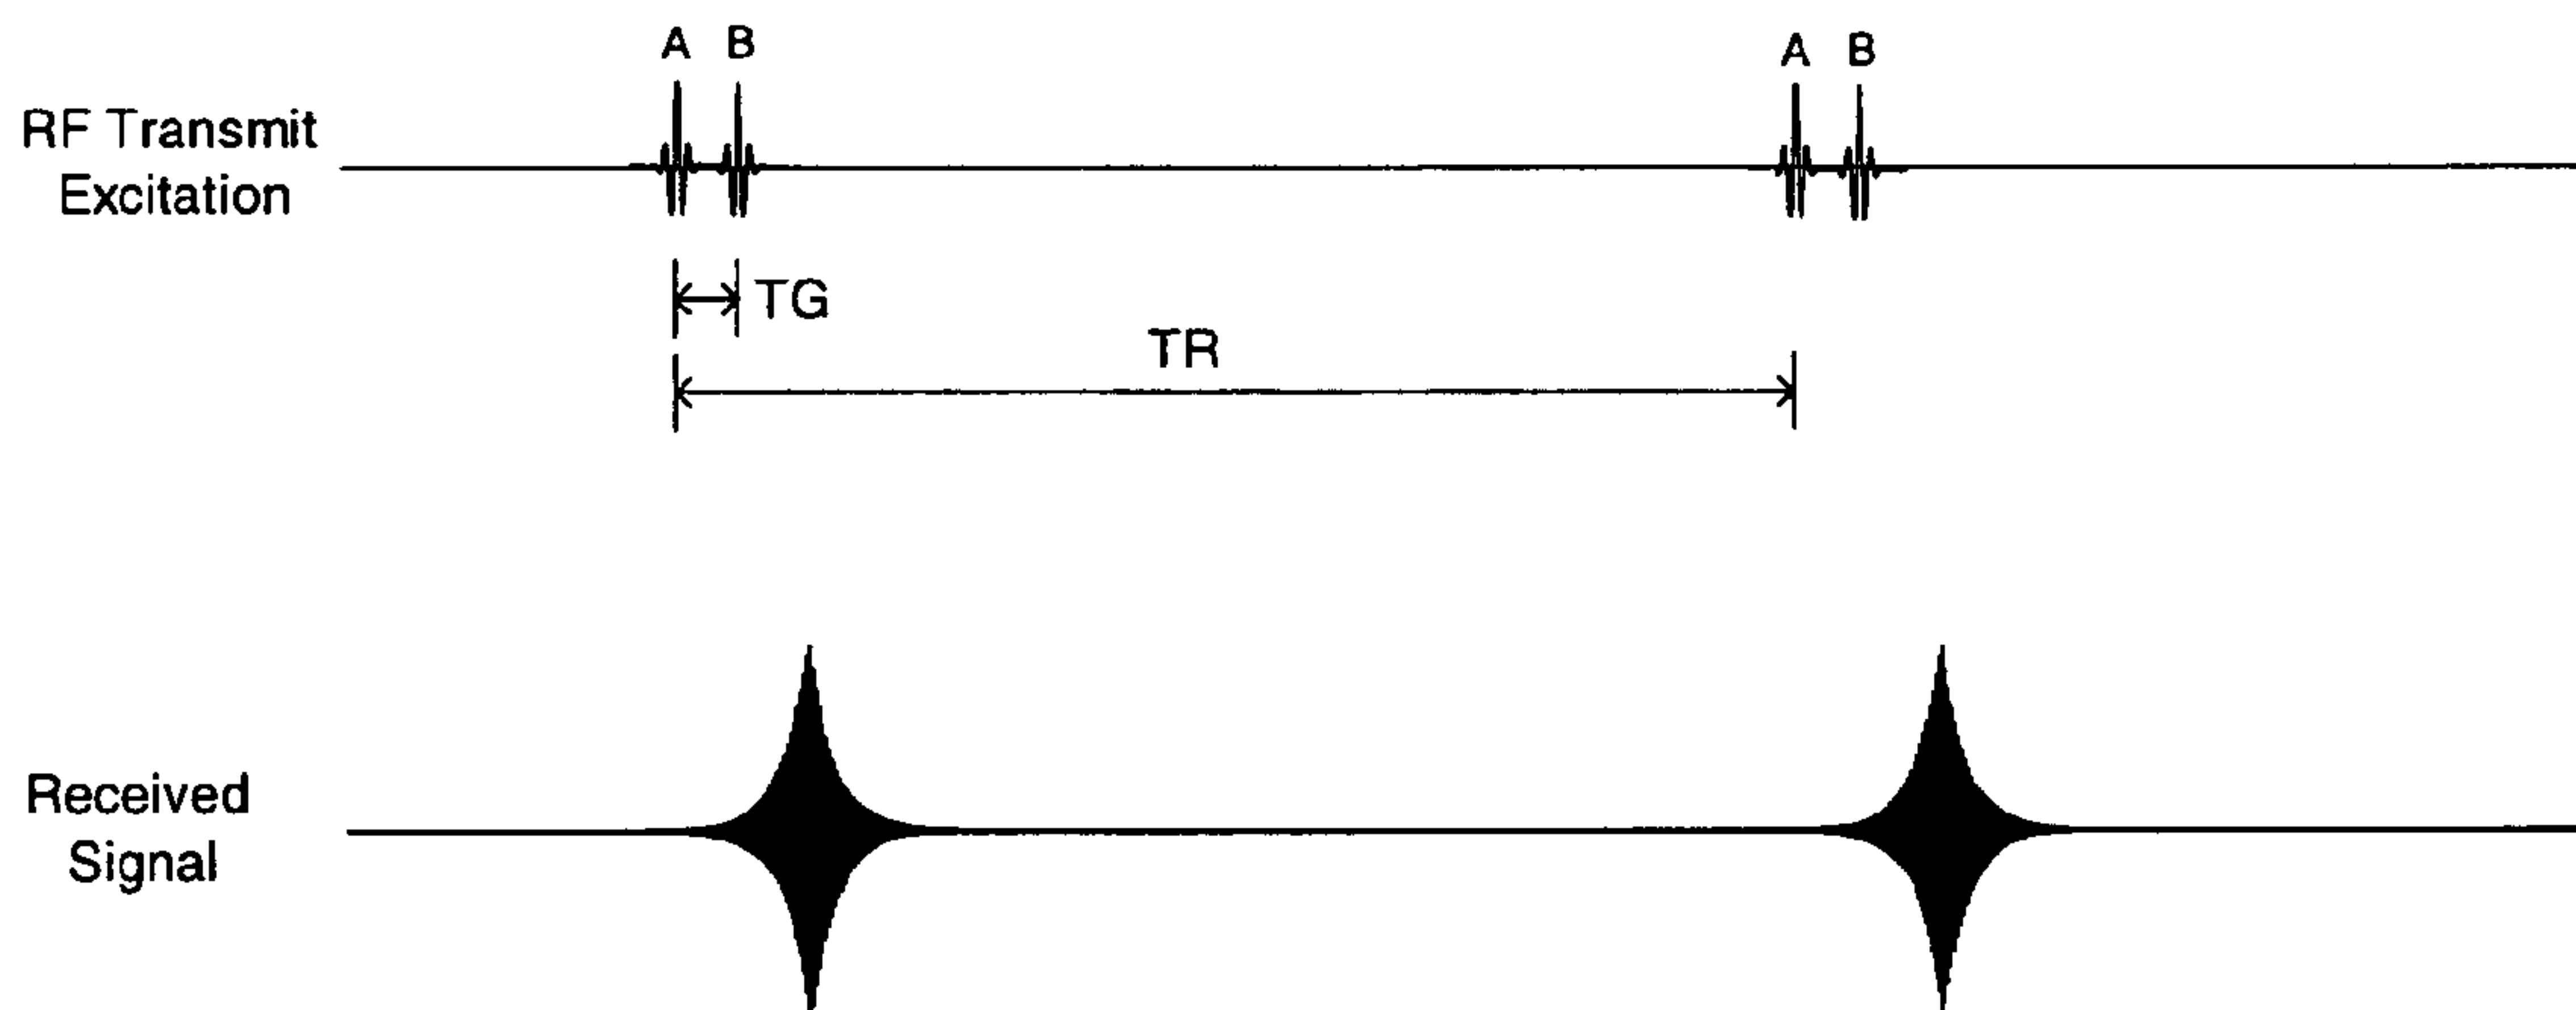 A B
A B
RF Transmit
Excitation
TG
TR
Received
Signal